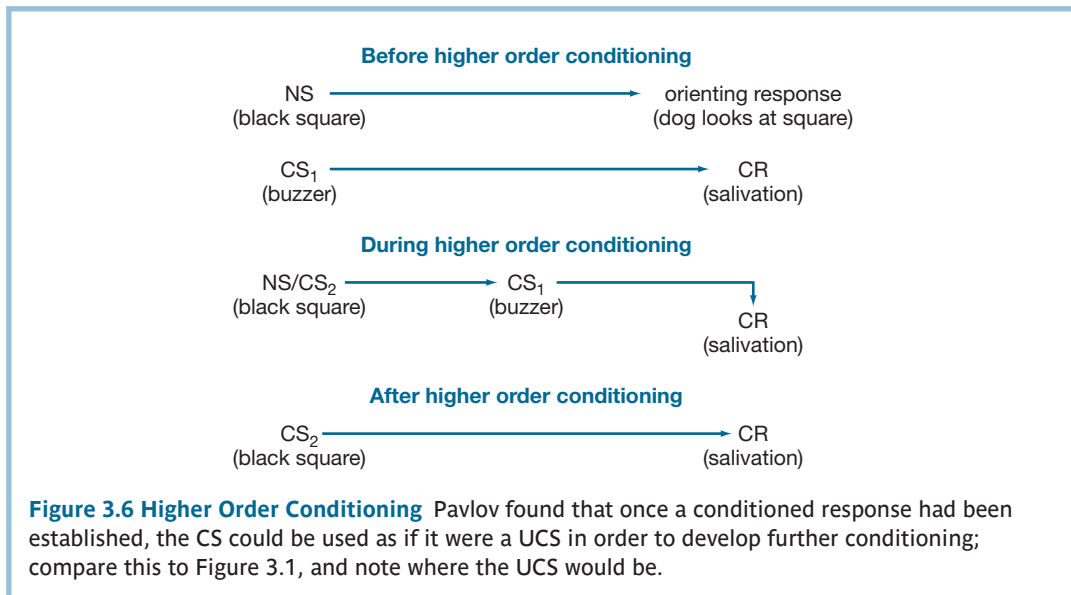 Before higher order conditioning
NS orienting response
(black square) (dog looks at square)
CS₁ CR
(buzzer) (salivation)
During higher order conditioning
NS/CS₂ CS₁
(black square) (buzzer)
CR
(salivation)
After higher order conditioning
CS₂ CR
(black square) (salivation)
Figure 3.6 Higher Order Conditioning Pavlov found that once a conditioned response had been
established, the CS could be used as if it were a UCS in order to develop further conditioning;
compare this to Figure 3.1, and note where the UCS would be.